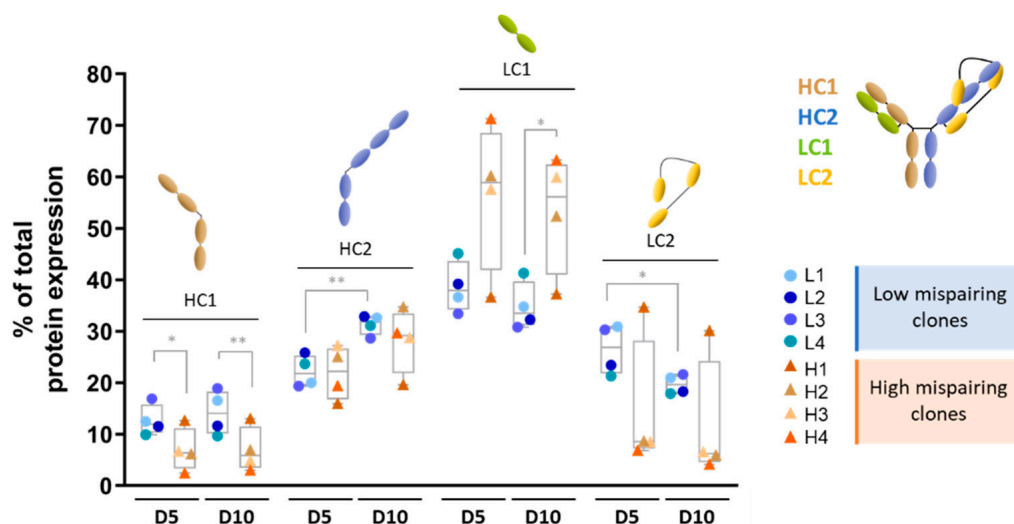 % of total
protein expression
80
70
60
50
40
30
20
10
0
HC1
HC2
LC1
LC2
*
**
**
*
*
D5
D10
D5
D10
D5
D10
D5
D10
HC1
HC2
LC1
LC2
L1
L2
L3
L4
H1
H2
H3
H4
Low mispairing
clones
High mispairing
clones